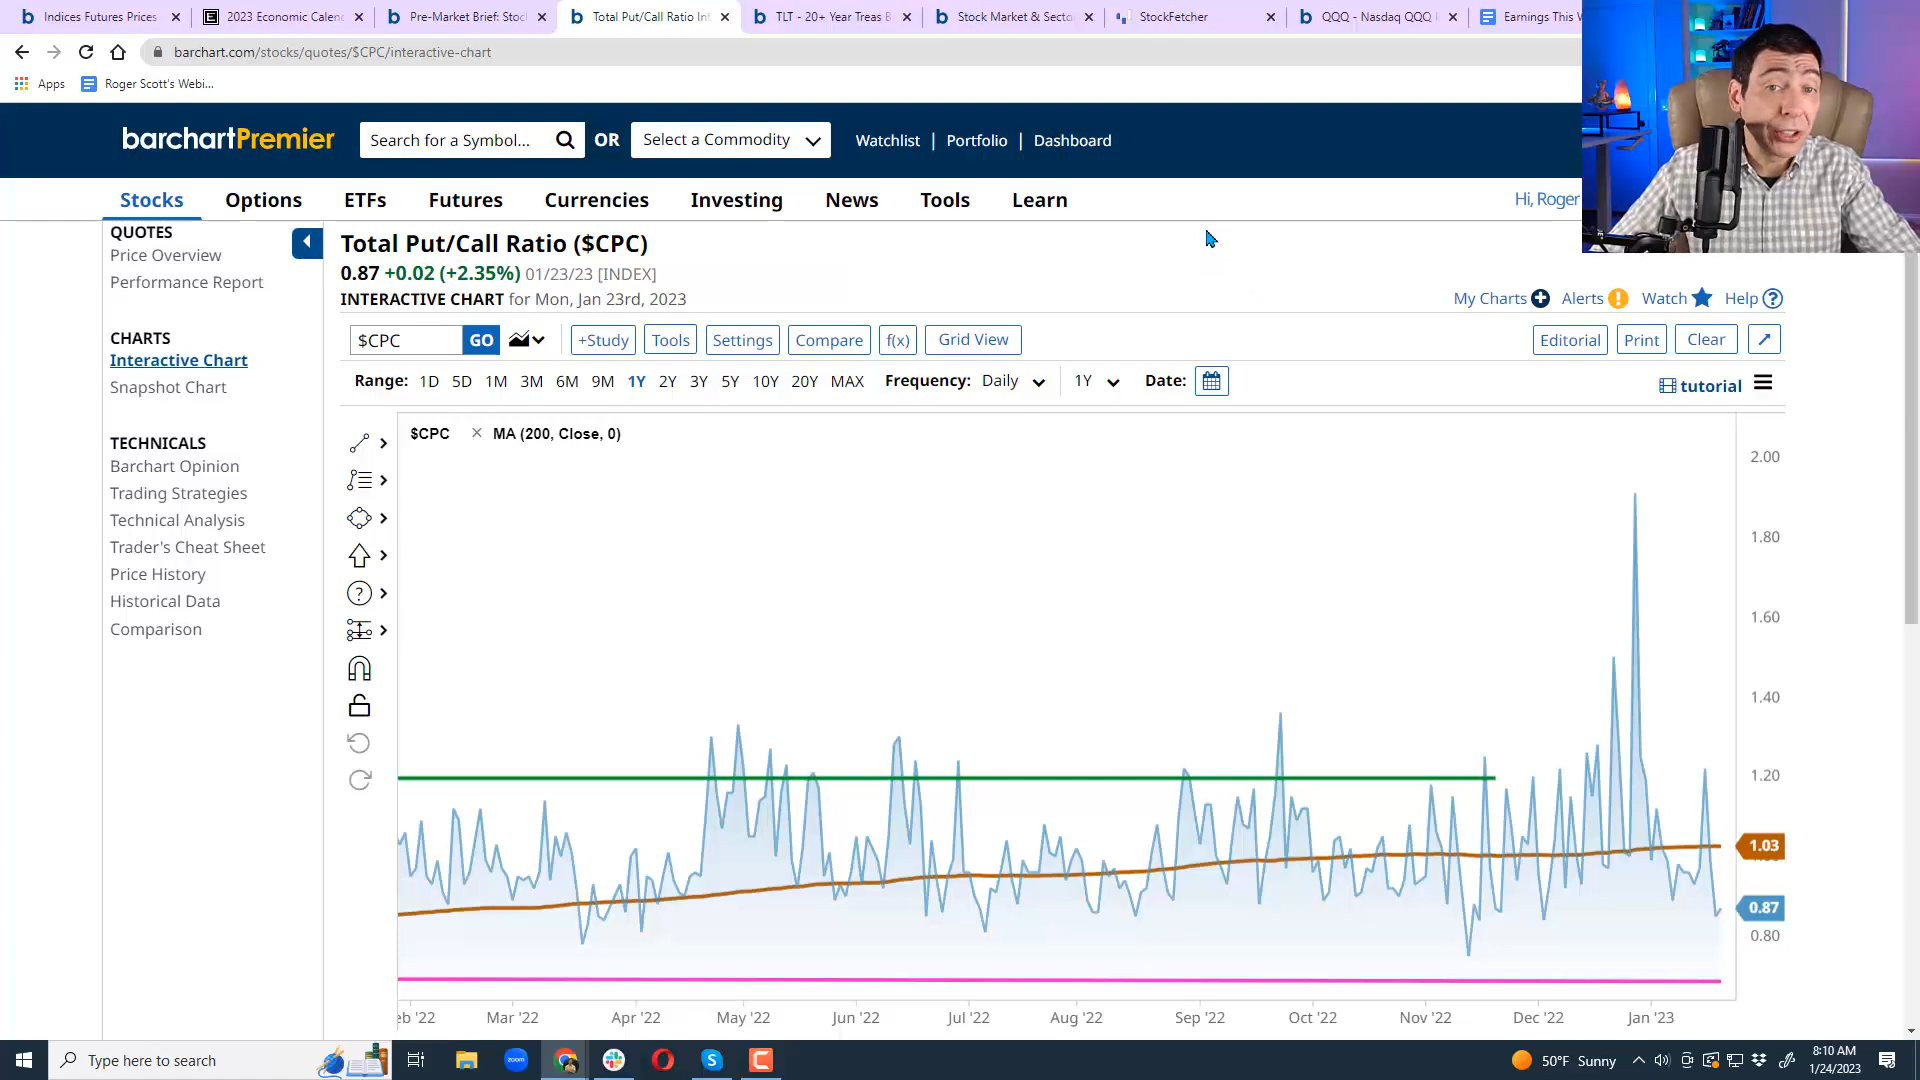 Indices Futures Prices
2023 Economic Calen
Pre-Market Brief: Stoc
Total Put/Call Ratio Int
TLT - 20+ Year Treas B
Stock Market & Secto
StockFetcher
QQQ - Nasdaq QQQ
Earnings This V
barchart.com/stocks/quotes/$CPC/interactive-chart
Apps
Roger Scott's Webi...
barchartPremier
Search for a Symbol...
OR
Select a Commodity
Watchlist | Portfolio | Dashboard
Stocks Options ETFs Futures Currencies Investing News Tools Learn
Hi, Roger
QUOTES
Price Overview
Performance Report
CHARTS
Interactive Chart
Snapshot Chart
TECHNICALS
Barchart Opinion
Trading Strategies
Technical Analysis
Trader's Cheat Sheet
Price History
Historical Data
Comparison
Total Put/Call Ratio ($CPC)
0.87 +0.02 (+2.35%) 01/23/23 [INDEX]
INTERACTIVE CHART for Mon, Jan 23rd, 2023
My Charts Alerts Watch Help
$CPC GO +Study Tools Settings Compare f(x) Grid View Editorial Print Clear
Range: 1D 5D 1M 3M 6M 9M 1Y 2Y 3Y 5Y 10Y 20Y MAX Frequency: Daily 1Y Date:
tutorial
$CPC × MA (200, Close, 0)
2.00
1.80
1.60
1.40
1.20
1.03
0.87
0.80
eb '22 Mar '22 Apr '22 May '22 Jun '22 Jul '22 Aug '22 Sep '22 Oct '22 Nov '22 Dec '22 Jan '23
Type here to search
zoom
50°F Sunny
8:10 AM
1/24/2023